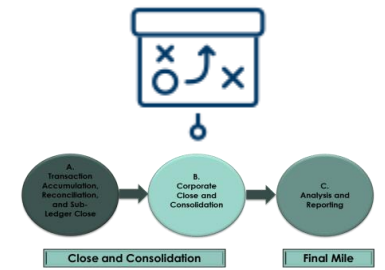 A.
Transaction
Accumulation,
Reconciliation,
and Sub-
Ledger Close
B.
Corporate
Close and
Consolidation
C.
Analysis and
Reporting
Close and Consolidation
Final Mile